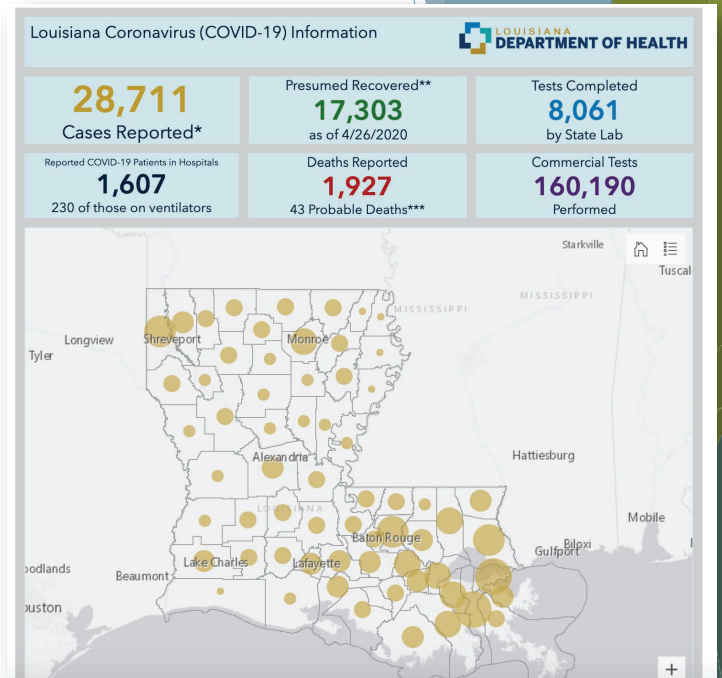 Louisiana Coronavirus (COVID-19) Information
LOUISIANA
DEPARTMENT OF HEALTH
28,711
Cases Reported*
Presumed Recovered**
17,303
as of 4/26/2020
Tests Completed
8,061
by State Lab
Reported COVID-19 Patients in Hospitals
1,607
230 of those on ventilators
Deaths Reported
1,927
43 Probable Deaths***
Commercial Tests
160,190
Performed
Starkville
Tuscal
MISSISSIPPI
MISSISSIPPI
Longview
Shreveport
Monroe
Tyler
Alexandria
Hattiesburg
LOUISIANA
Mobile
Baton Rouge
Biloxi
Gulfport
oodlands
Lake Charles
Lafayette
Beaumont
ouston
+